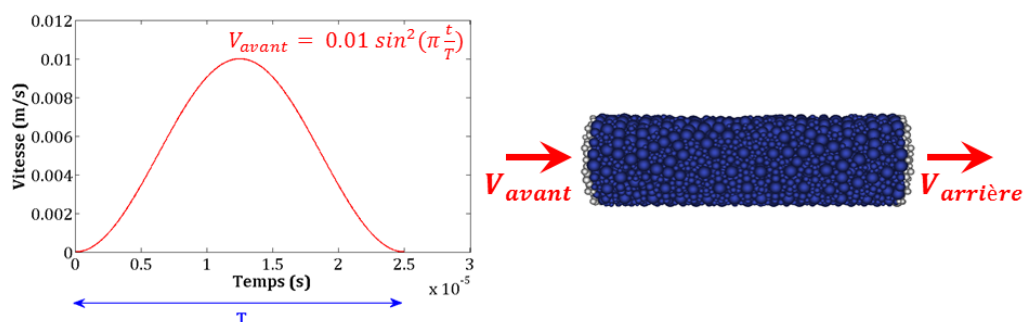 0.012
0.01
0.008
0.006
0.004
0.002
0
Vitesse (m/s)
V_avant = 0.01 sin²(π t/T)
0 0.5 1 1.5 2 2.5 3
Temps (s)
x 10⁻⁵
T
V_avant
V_arrière